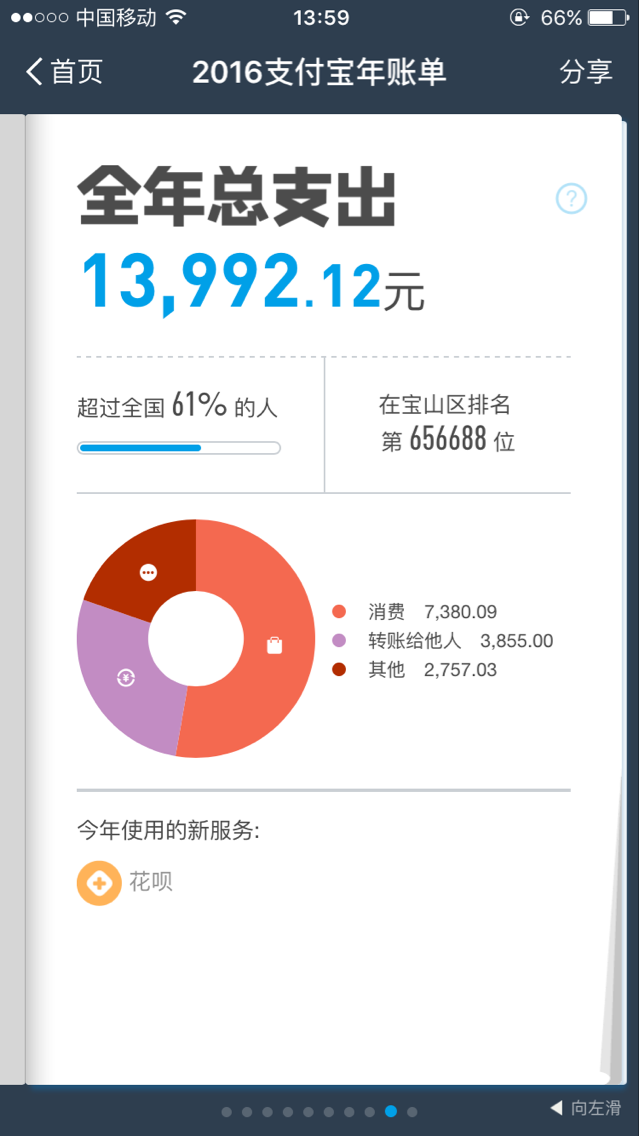 中国移动 13:59 66%
首页 2016支付宝年账单 分享
全年总支出 ?
13,992.12元
超过全国 61% 的人
在宝山区排名
第 656688 位
消费 7,380.09
转账给他人 3,855.00
其他 2,757.03
今年使用的新服务:
花呗
向左滑